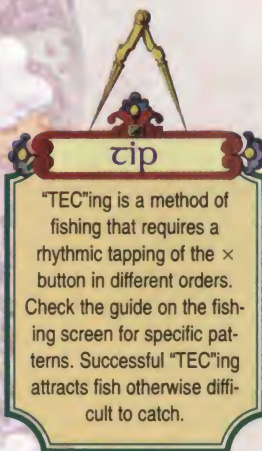 tip
"TEC"ing is a method of
fishing that requires a
rhythmic tapping of the ×
button in different orders.
Check the guide on the fish-
ing screen for specific pat-
terns. Successful "TEC"ing
attracts fish otherwise diffi-
cult to catch.